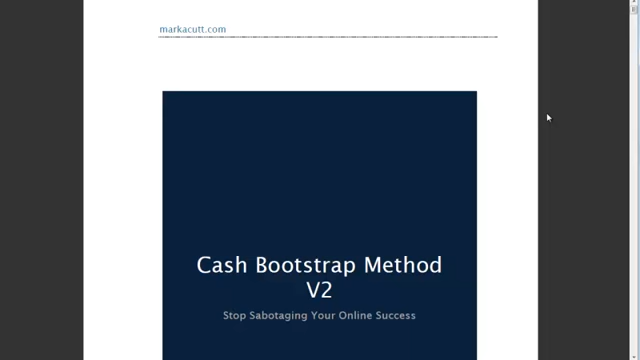 markacutt.com
Cash Bootstrap Method
V2
Stop Sabotaging Your Online Success